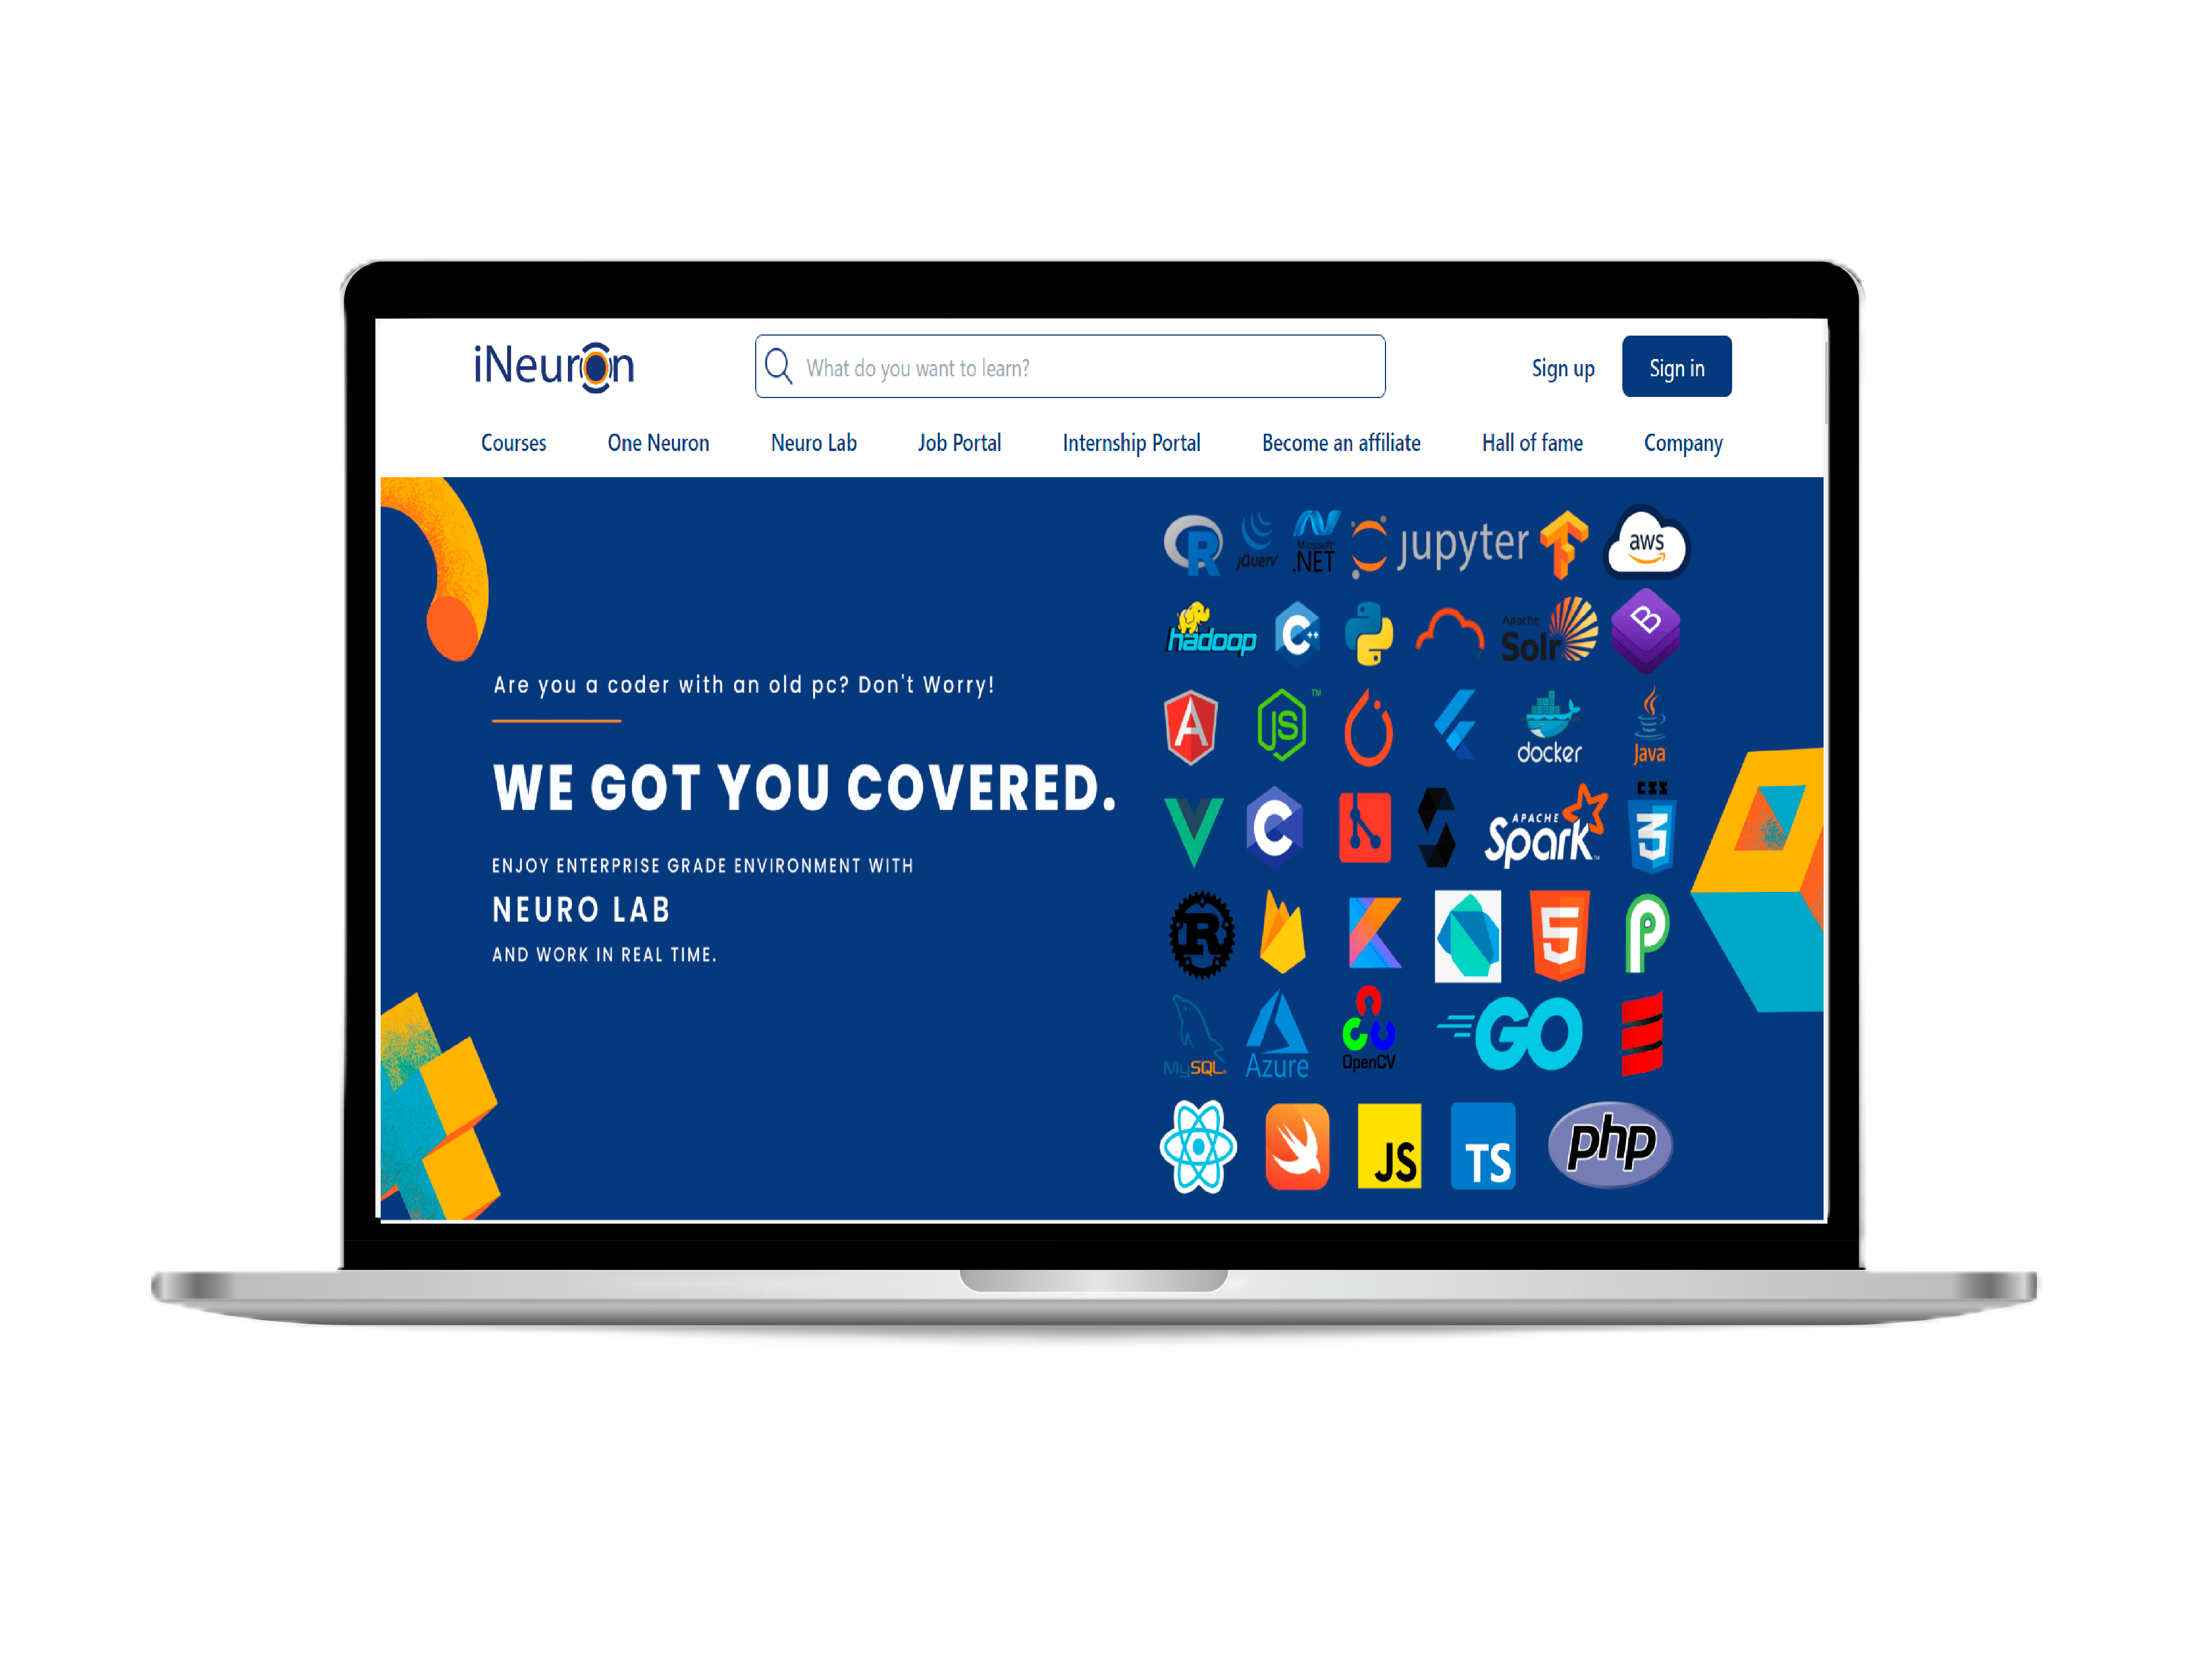 iNeuron
What do you want to learn?
Sign up
Sign in
Courses One Neuron Neuro Lab Job Portal Internship Portal Become an affiliate Hall of fame Company
Are you a coder with an old pc? Don't Worry!
WE GOT YOU COVERED.
ENJOY ENTERPRISE GRADE ENVIRONMENT WITH
NEURO LAB
AND WORK IN REAL TIME.
R jQuery Microsoft .NET jupyter aws
hadoop C++ Apache Solr B
A JS TM docker Java
C APACHE Spark TM CSS 3
R 5 P
MySQL Azure OpenCV GO
JS TS php